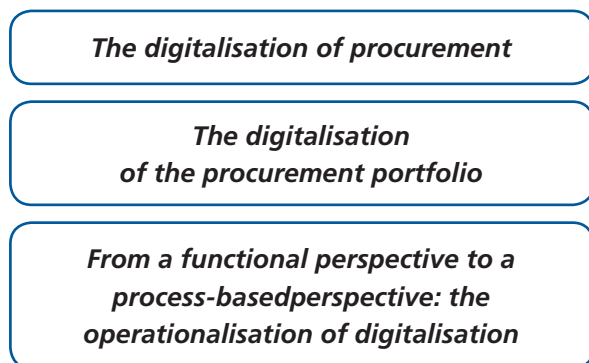 The digitalisation of procurement
The digitalisation
of the procurement portfolio
From a functional perspective to a
process-basedperspective: the
operationalisation of digitalisation